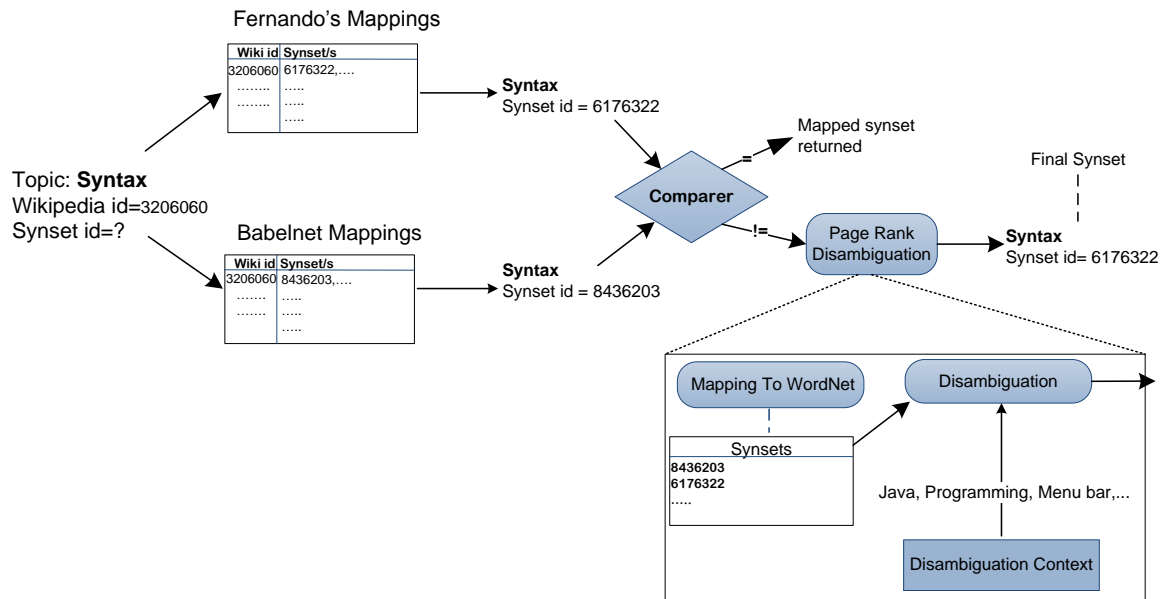 Fernando's Mappings
Wiki id Synset/s
3206060 6176322,....
........ .....
........ .....
.....
Syntax
Synset id = 6176322
Topic: Syntax
Wikipedia id=3206060
Synset id=?
Babelnet Mappings
Wiki id Synset/s
3206060 8436203,....
....... .....
....... .....
.....
Syntax
Synset id = 8436203
Comparer
=
Mapped synset
returned
!=
Page Rank
Disambiguation
Final Synset
Syntax
Synset id= 6176322
Mapping To WordNet
Disambiguation
Synsets
8436203
6176322
.....
Java, Programming, Menu bar,...
Disambiguation Context